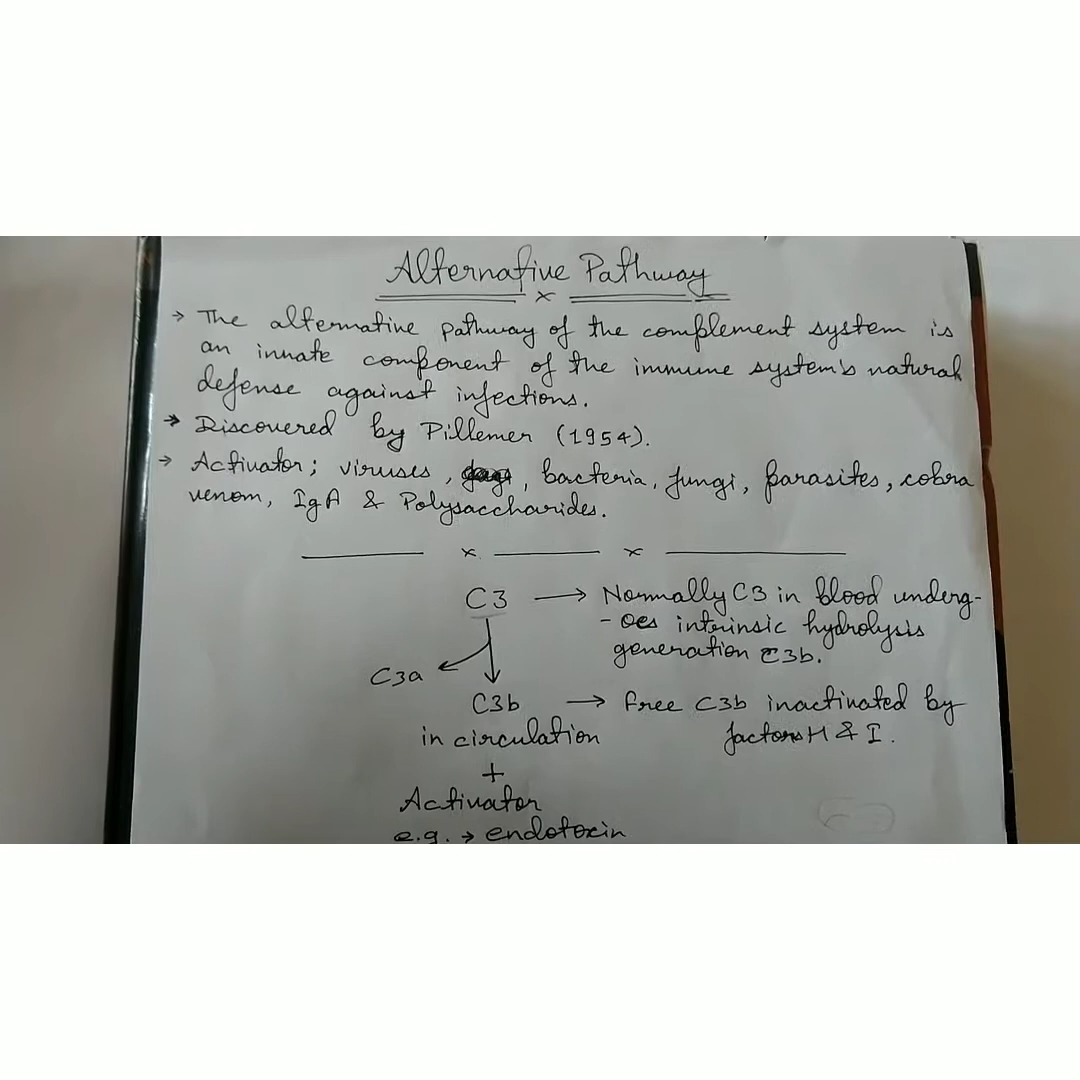 Alternative Pathway
x
→ The alternative pathway of the complement system is
an innate component of the immune system's natural
defense against infections.
→ Discovered by Pillemer (1954).
→ Activator; viruses, , bacteria, fungi, parasites, cobra
venom, IgA & Polysaccharides.
x x
C3 → Normally C3 in blood underg-
- oes intrinsic hydrolysis
generation C3b.
C3a
C3b → free C3b inactivated by
in circulation factors H & I.
+
Activator
e.g. → endotoxin